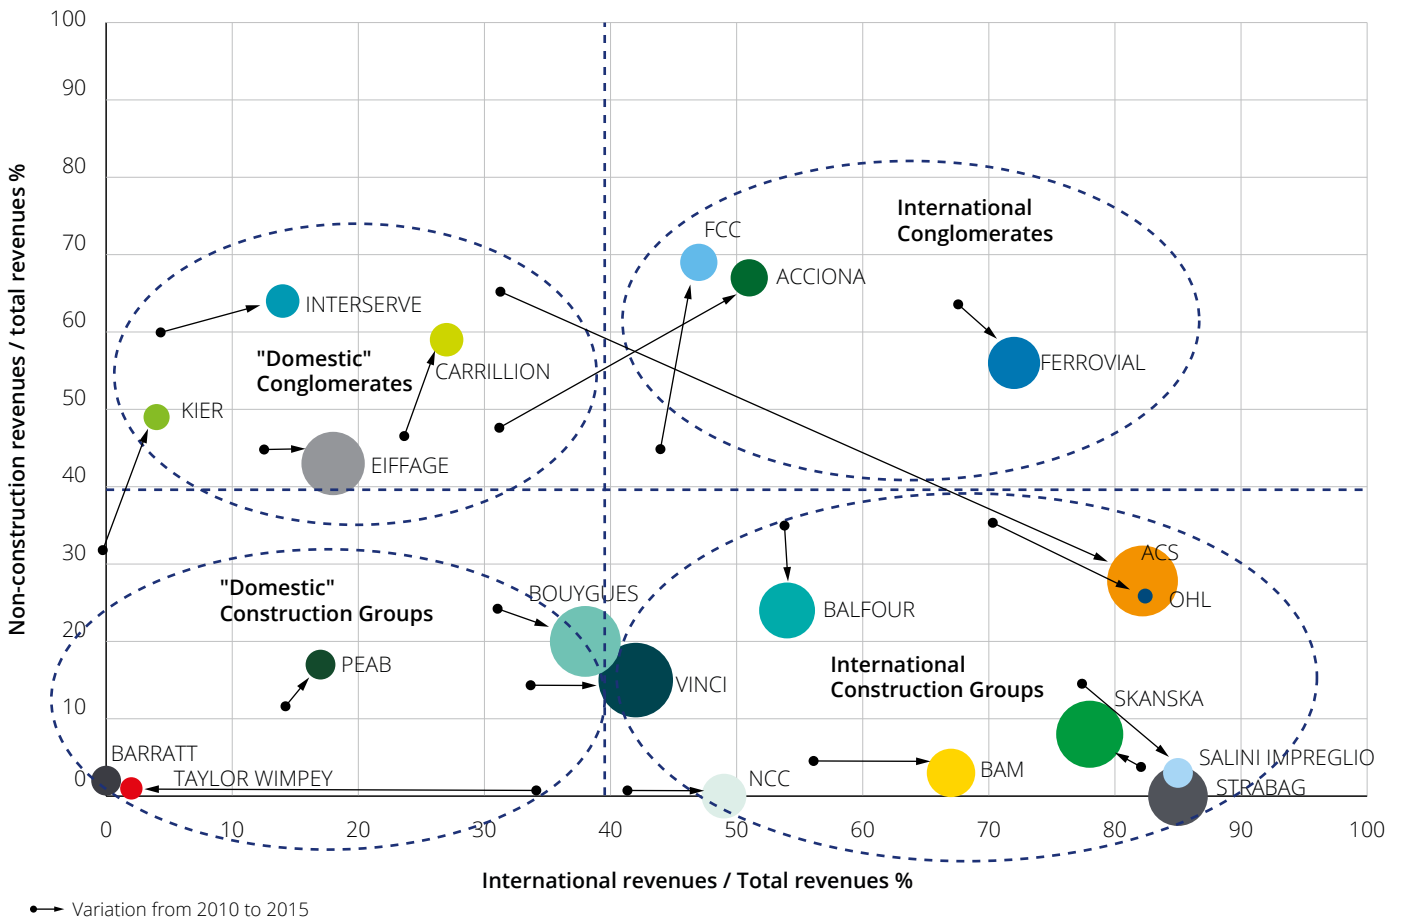 100
90
80
70
60
50
40
30
20
10
0
Non-construction revenues / total revenues %
International
Conglomerates
FCC
ACCIONA
INTERSERVE
"Domestic"
Conglomerates
CARRILLION
FERROVIAL
KIER
EIFFAGE
ACS
OHL
"Domestic"
Construction Groups
BOUYGUES
BALFOUR
PEAB
VINCI
International
Construction Groups
SKANSKA
BARRATT
TAYLOR WIMPEY
NCC
BAM
SALINI IMPREGLIO
STRABAG
0 10 20 30 40 50 60 70 80 90 100
International revenues / Total revenues %
Variation from 2010 to 2015